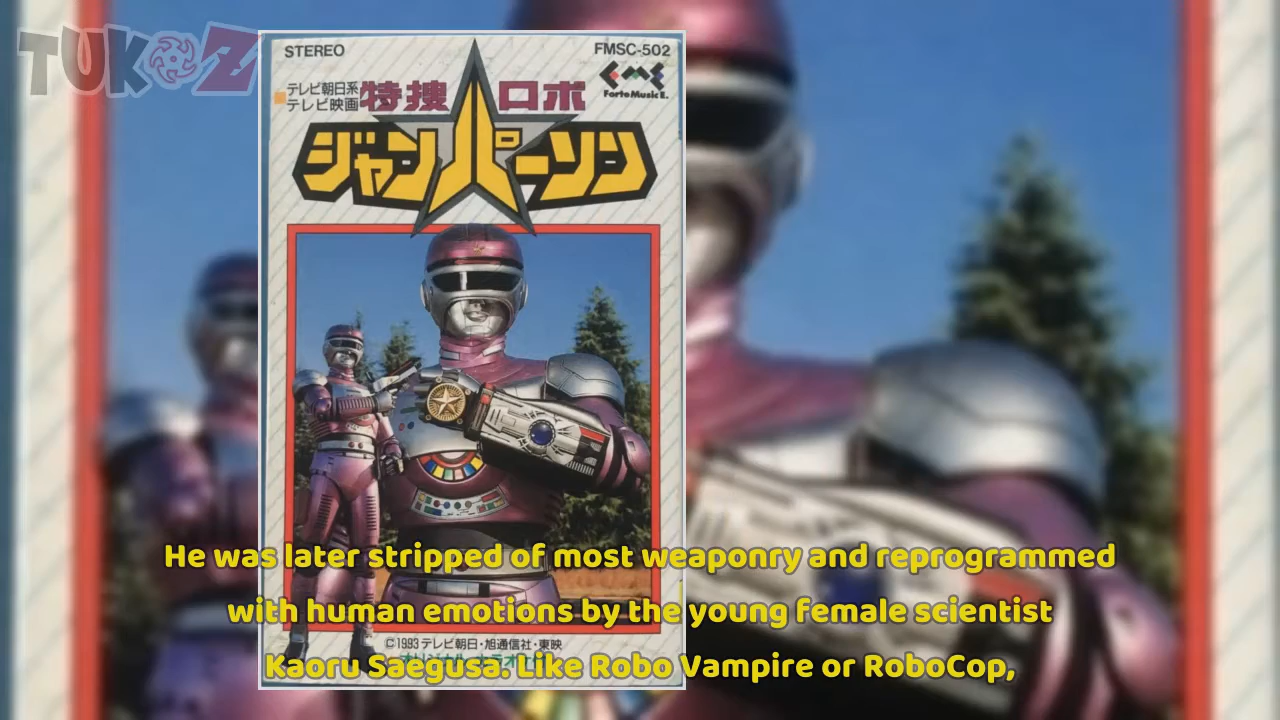 TUKOZ
STEREO
FMSC-502
EME
Forte Music E.
テレビ朝日系
テレビ映画
特捜ロボ
ジャンパーソン
He was later stripped of most weaponry and reprogrammed
with human emotions by the young female scientist
©1993 テレビ朝日・旭通信社・東映
Kaoru Saegusa. Like Robo Vampire or RoboCop,